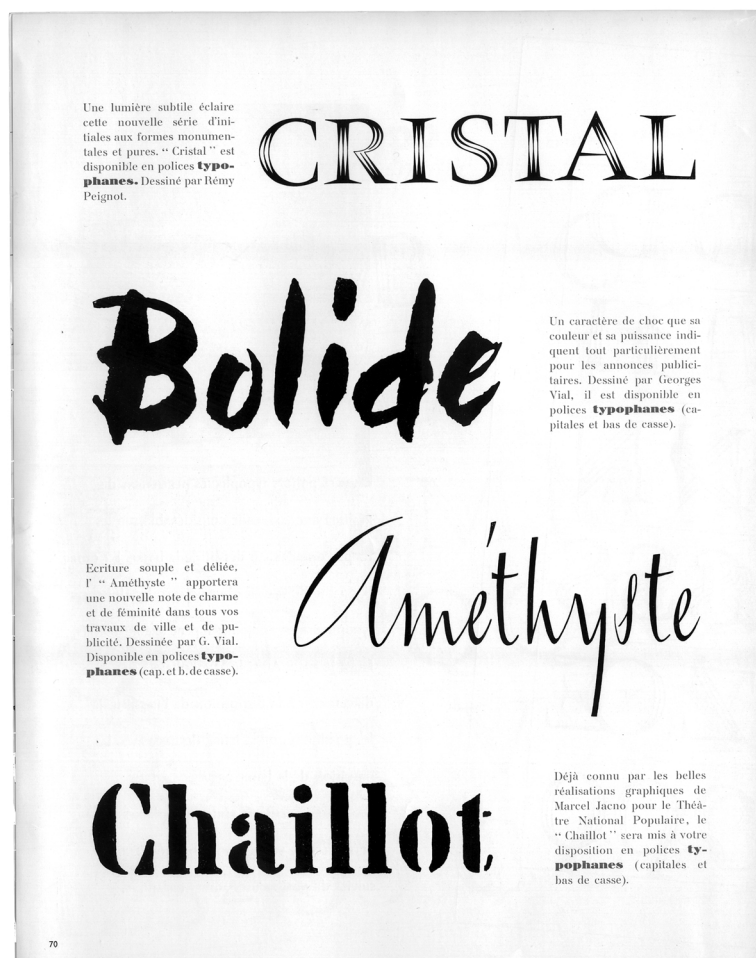 Une lumière subtile éclaire
cette nouvelle série d'ini-
tiales aux formes monumen-
tales et pures. “ Cristal ” est
disponible en polices typo-
phanes. Dessiné par Rémy
Peignot.
CRISTAL
Bolide
Un caractère de choc que sa
couleur et sa puissance indi-
quent tout particulièrement
pour les annonces publici-
taires. Dessiné par Georges
Vial, il est disponible en
polices typophanes (ca-
pitales et bas de casse).
Ecriture souple et déliée,
l' “ Améthyste ” apportera
une nouvelle note de charme
et de féminité dans tous vos
travaux de ville et de pu-
blicité. Dessinée par G. Vial.
Disponible en polices typo-
phanes (cap. et b. de casse).
Améthyste
Chaillot
Déjà connu par les belles
réalisations graphiques de
Marcel Jacno pour le Théâ-
tre National Populaire, le
“ Chaillot ” sera mis à votre
disposition en polices ty-
pophanes (capitales et
bas de casse).
70